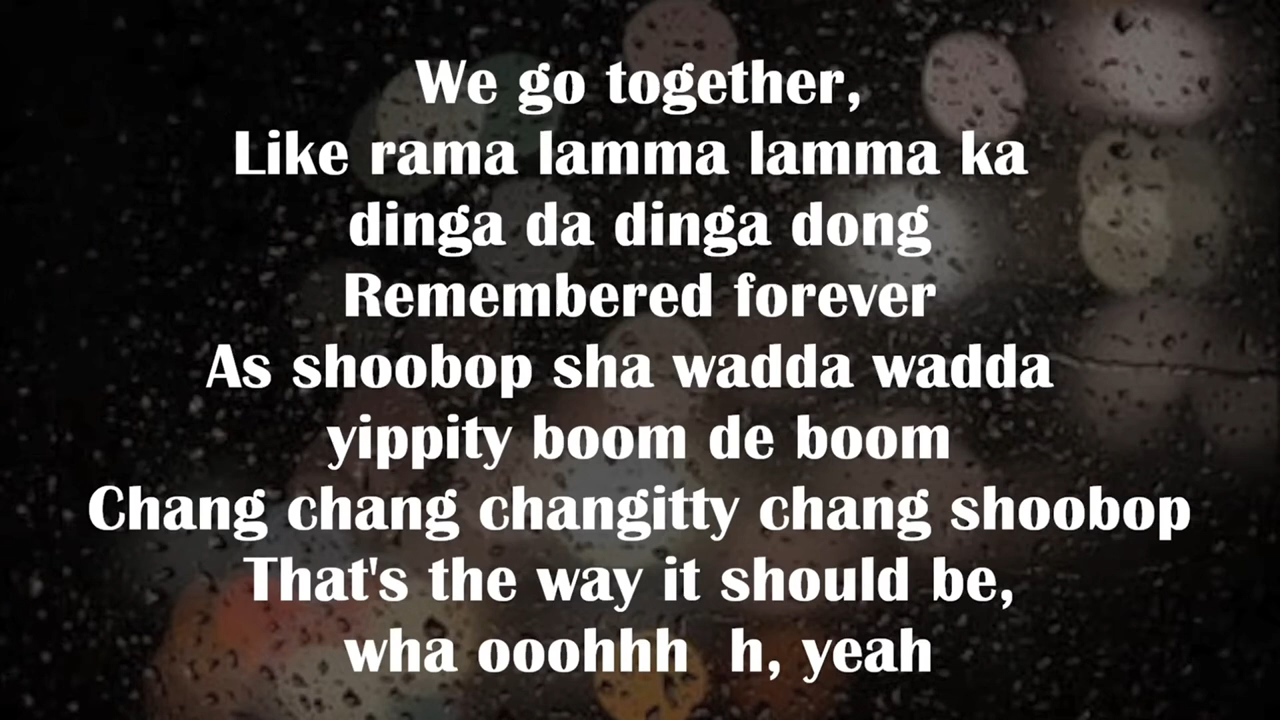 We go together,
Like rama lamma lamma ka
dinga da dinga dong
Remembered forever
As shoobop sha wadda wadda
yippity boom de boom
Chang chang changitty chang shoobop
That's the way it should be,
wha ooohhh  h, yeah